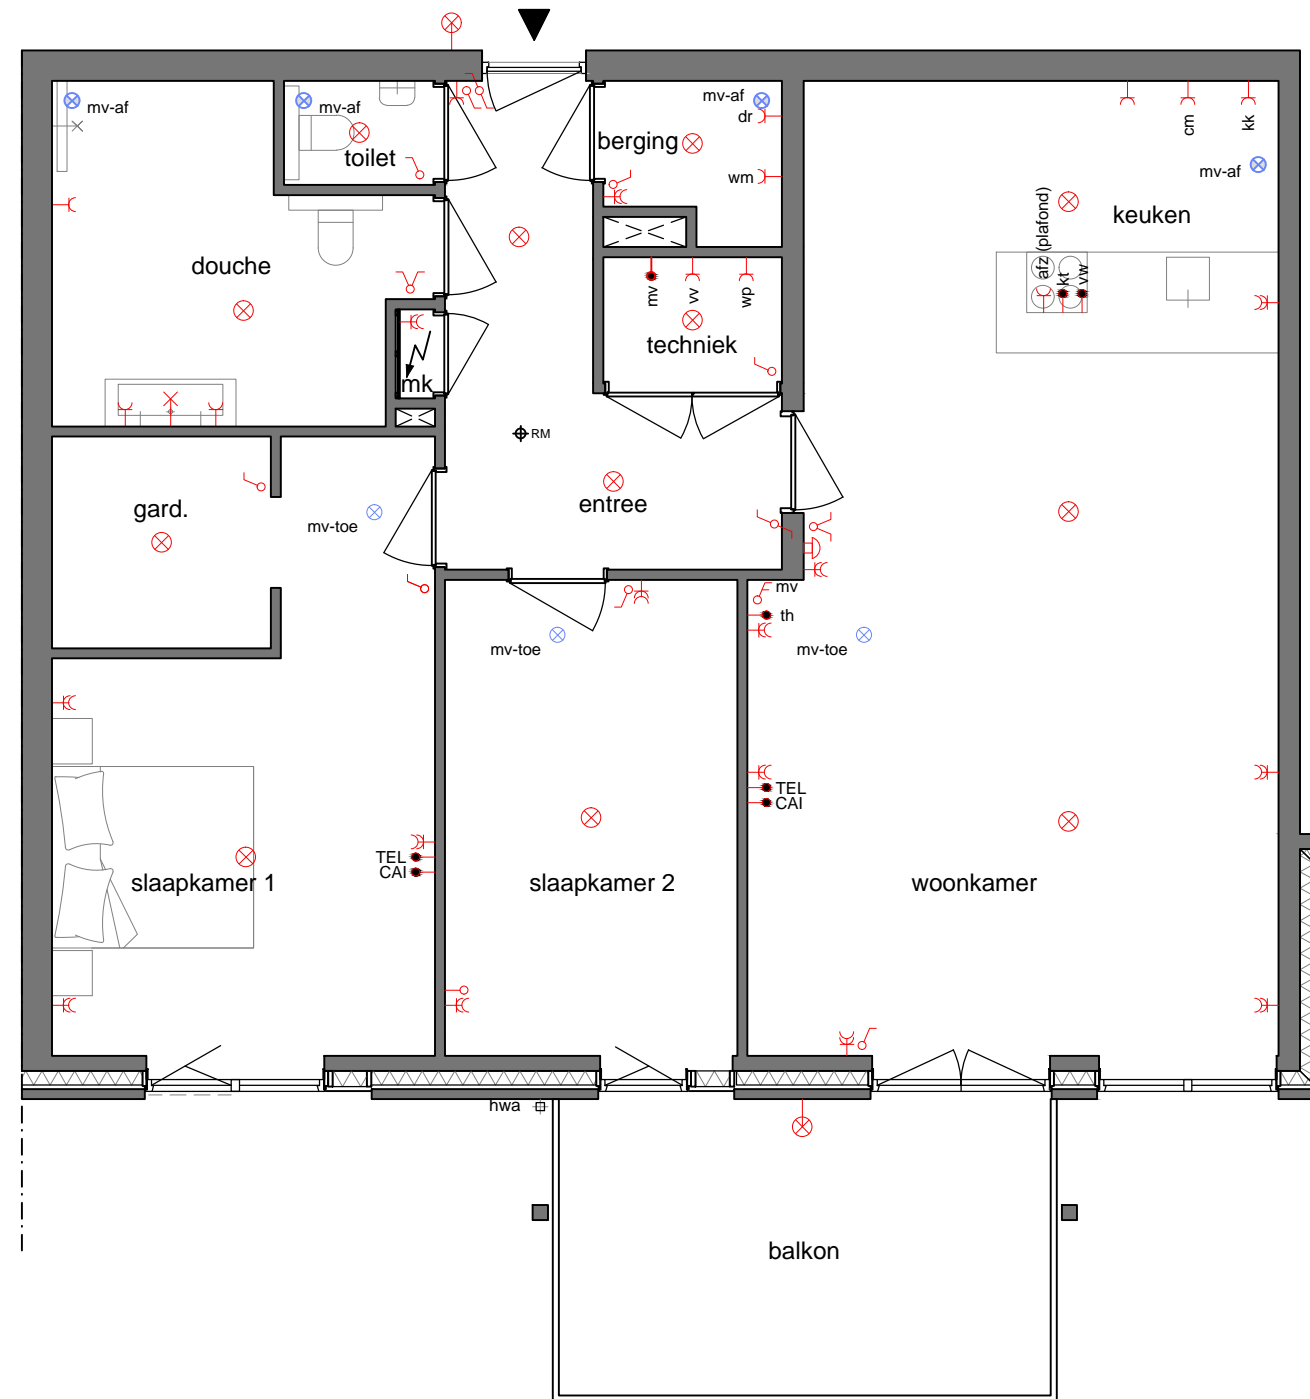 mv-af
mv-af
toilet
mv-af
dr
berging
wm
cm
kk
mv-af
keuken
douche
afz (plafond)
kt
vw
mv
vv
wp
techniek
mk
RM
gard.
mv-toe
entree
mv
th
mv-toe
mv-toe
TEL
CAI
TEL
CAI
slaapkamer 1
slaapkamer 2
woonkamer
hwa
balkon